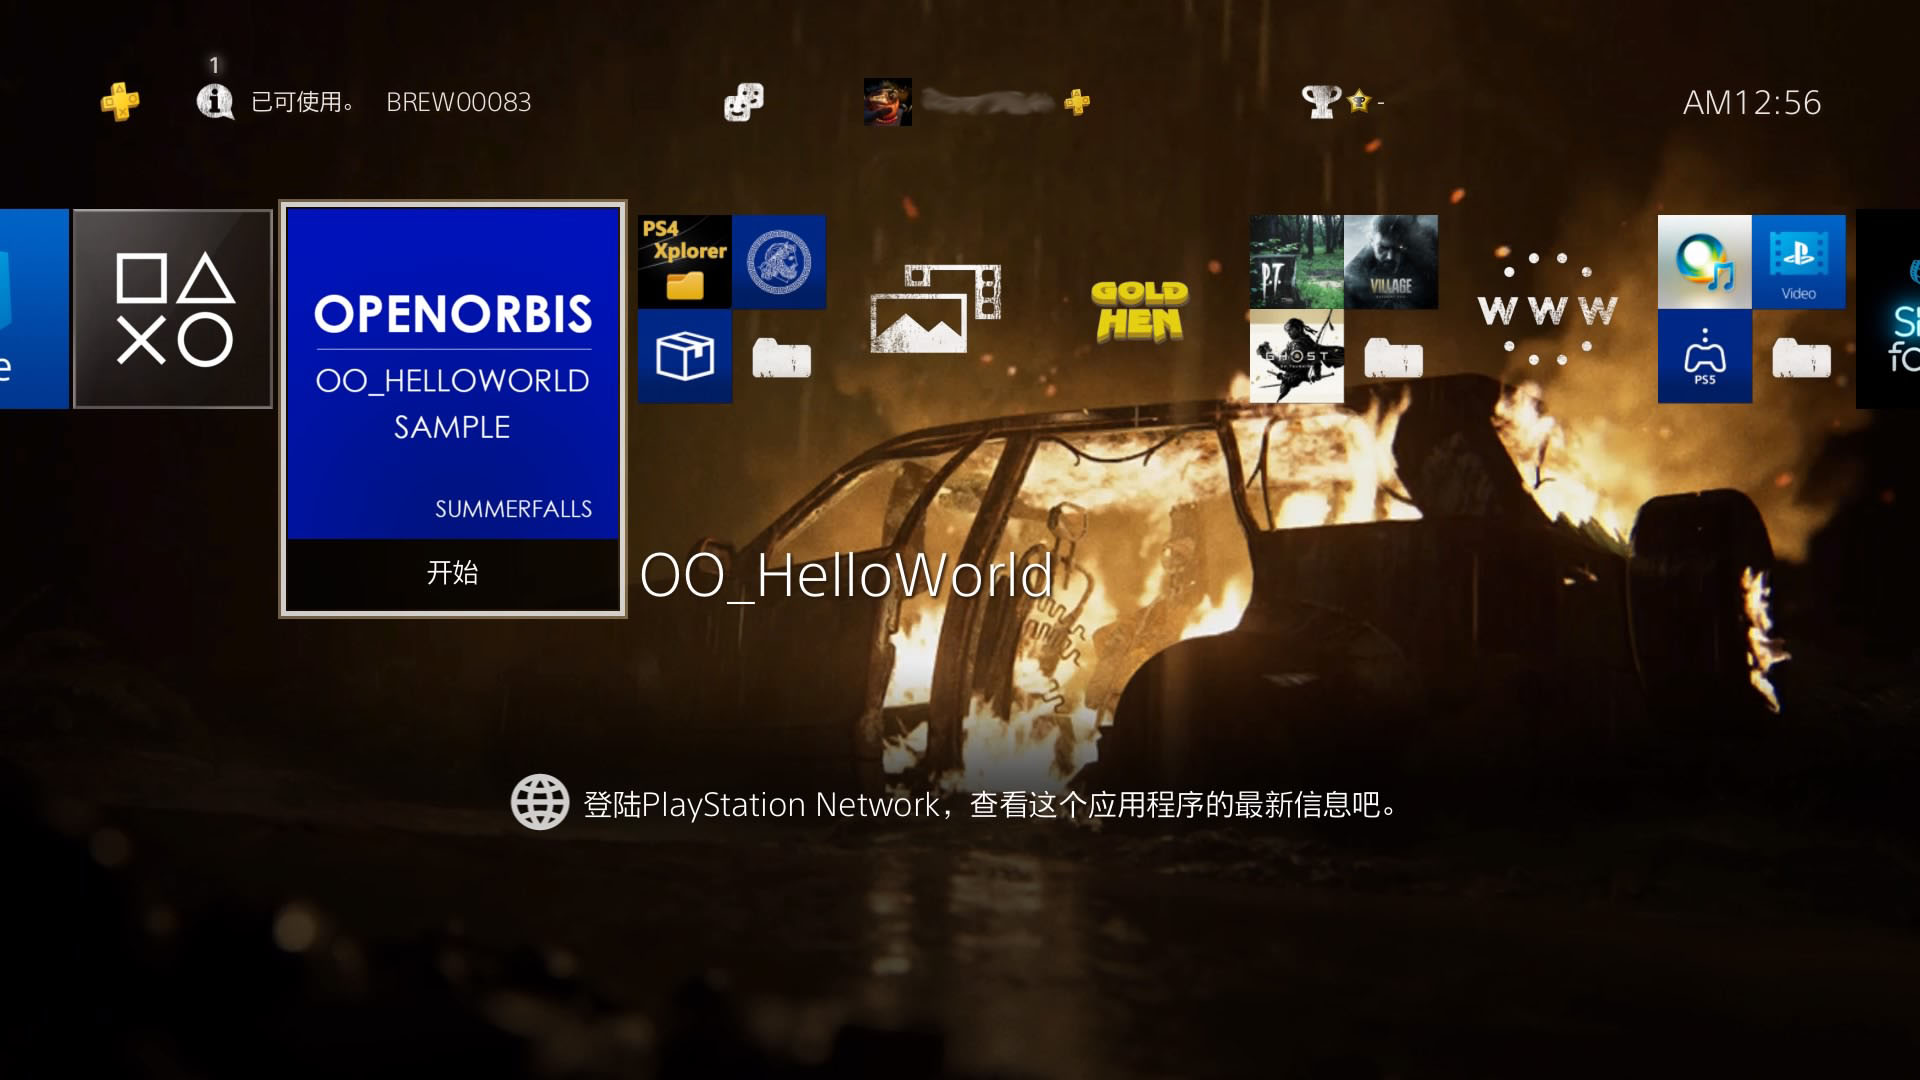 1
已可使用。 BREW00083
-
AM12:56
e
OPENORBIS
OO_HELLOWORLD
SAMPLE
SUMMERFALLS
开始
PS4
Xplorer
GOLD
HEN
P.T.
VILLAGE
GHOST
WWW
Video
PS5
OO_HelloWorld
登陆PlayStation Network，查看这个应用程序的最新信息吧。